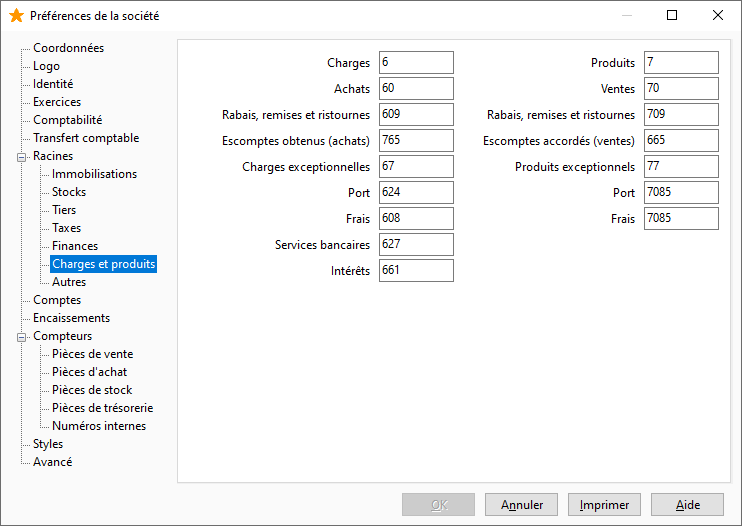 Préférences de la société
Coordonnées
Logo
Identité
Exercices
Comptabilité
Transfert comptable
Racines
Immobilisations
Stocks
Tiers
Taxes
Finances
Charges et produits
Autres
Comptes
Encaissements
Compteurs
Pièces de vente
Pièces d'achat
Pièces de stock
Pièces de trésorerie
Numéros internes
Styles
Avancé
Charges 6 Produits 7
Achats 60 Ventes 70
Rabais, remises et ristournes 609 Rabais, remises et ristournes 709
Escomptes obtenus (achats) 765 Escomptes accordés (ventes) 665
Charges exceptionnelles 67 Produits exceptionnels 77
Port 624 Port 7085
Frais 608 Frais 7085
Services bancaires 627
Intérêts 661
OK Annuler Imprimer Aide